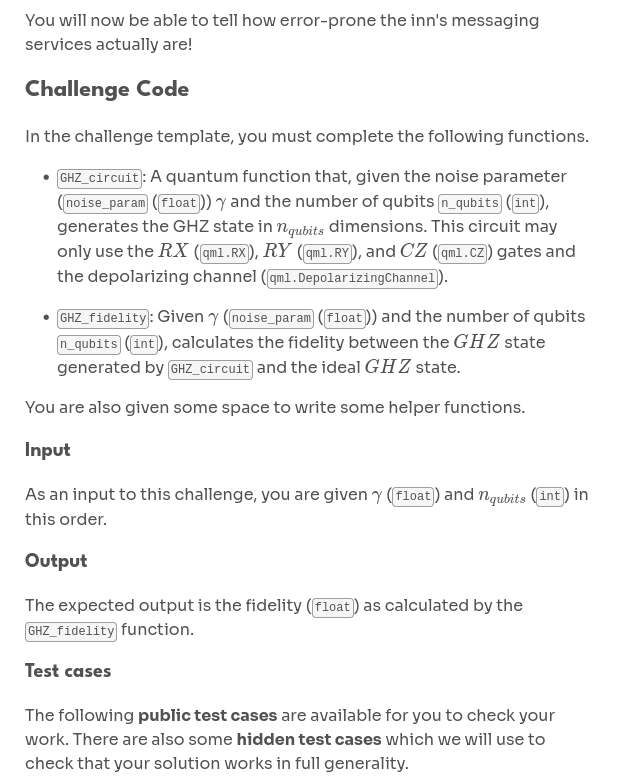 You will now be able to tell how error-prone the inn's messaging
services actually are!
Challenge Code
In the challenge template, you must complete the following functions.
• GHZ_circuit: A quantum function that, given the noise parameter
(noise_param (float)) γ and the number of qubits n_qubits (int),
generates the GHZ state in n_qubits dimensions. This circuit may
only use the RX (qml.RX), RY (qml.RY), and CZ (qml.CZ) gates and
the depolarizing channel (qml.DepolarizingChannel).
• GHZ_fidelity: Given γ (noise_param (float)) and the number of qubits
n_qubits (int), calculates the fidelity between the GHZ state
generated by GHZ_circuit and the ideal GHZ state.
You are also given some space to write some helper functions.
Input
As an input to this challenge, you are given γ (float) and n_qubits (int) in
this order.
Output
The expected output is the fidelity (float) as calculated by the
GHZ_fidelity function.
Test cases
The following public test cases are available for you to check your
work. There are also some hidden test cases which we will use to
check that your solution works in full generality.